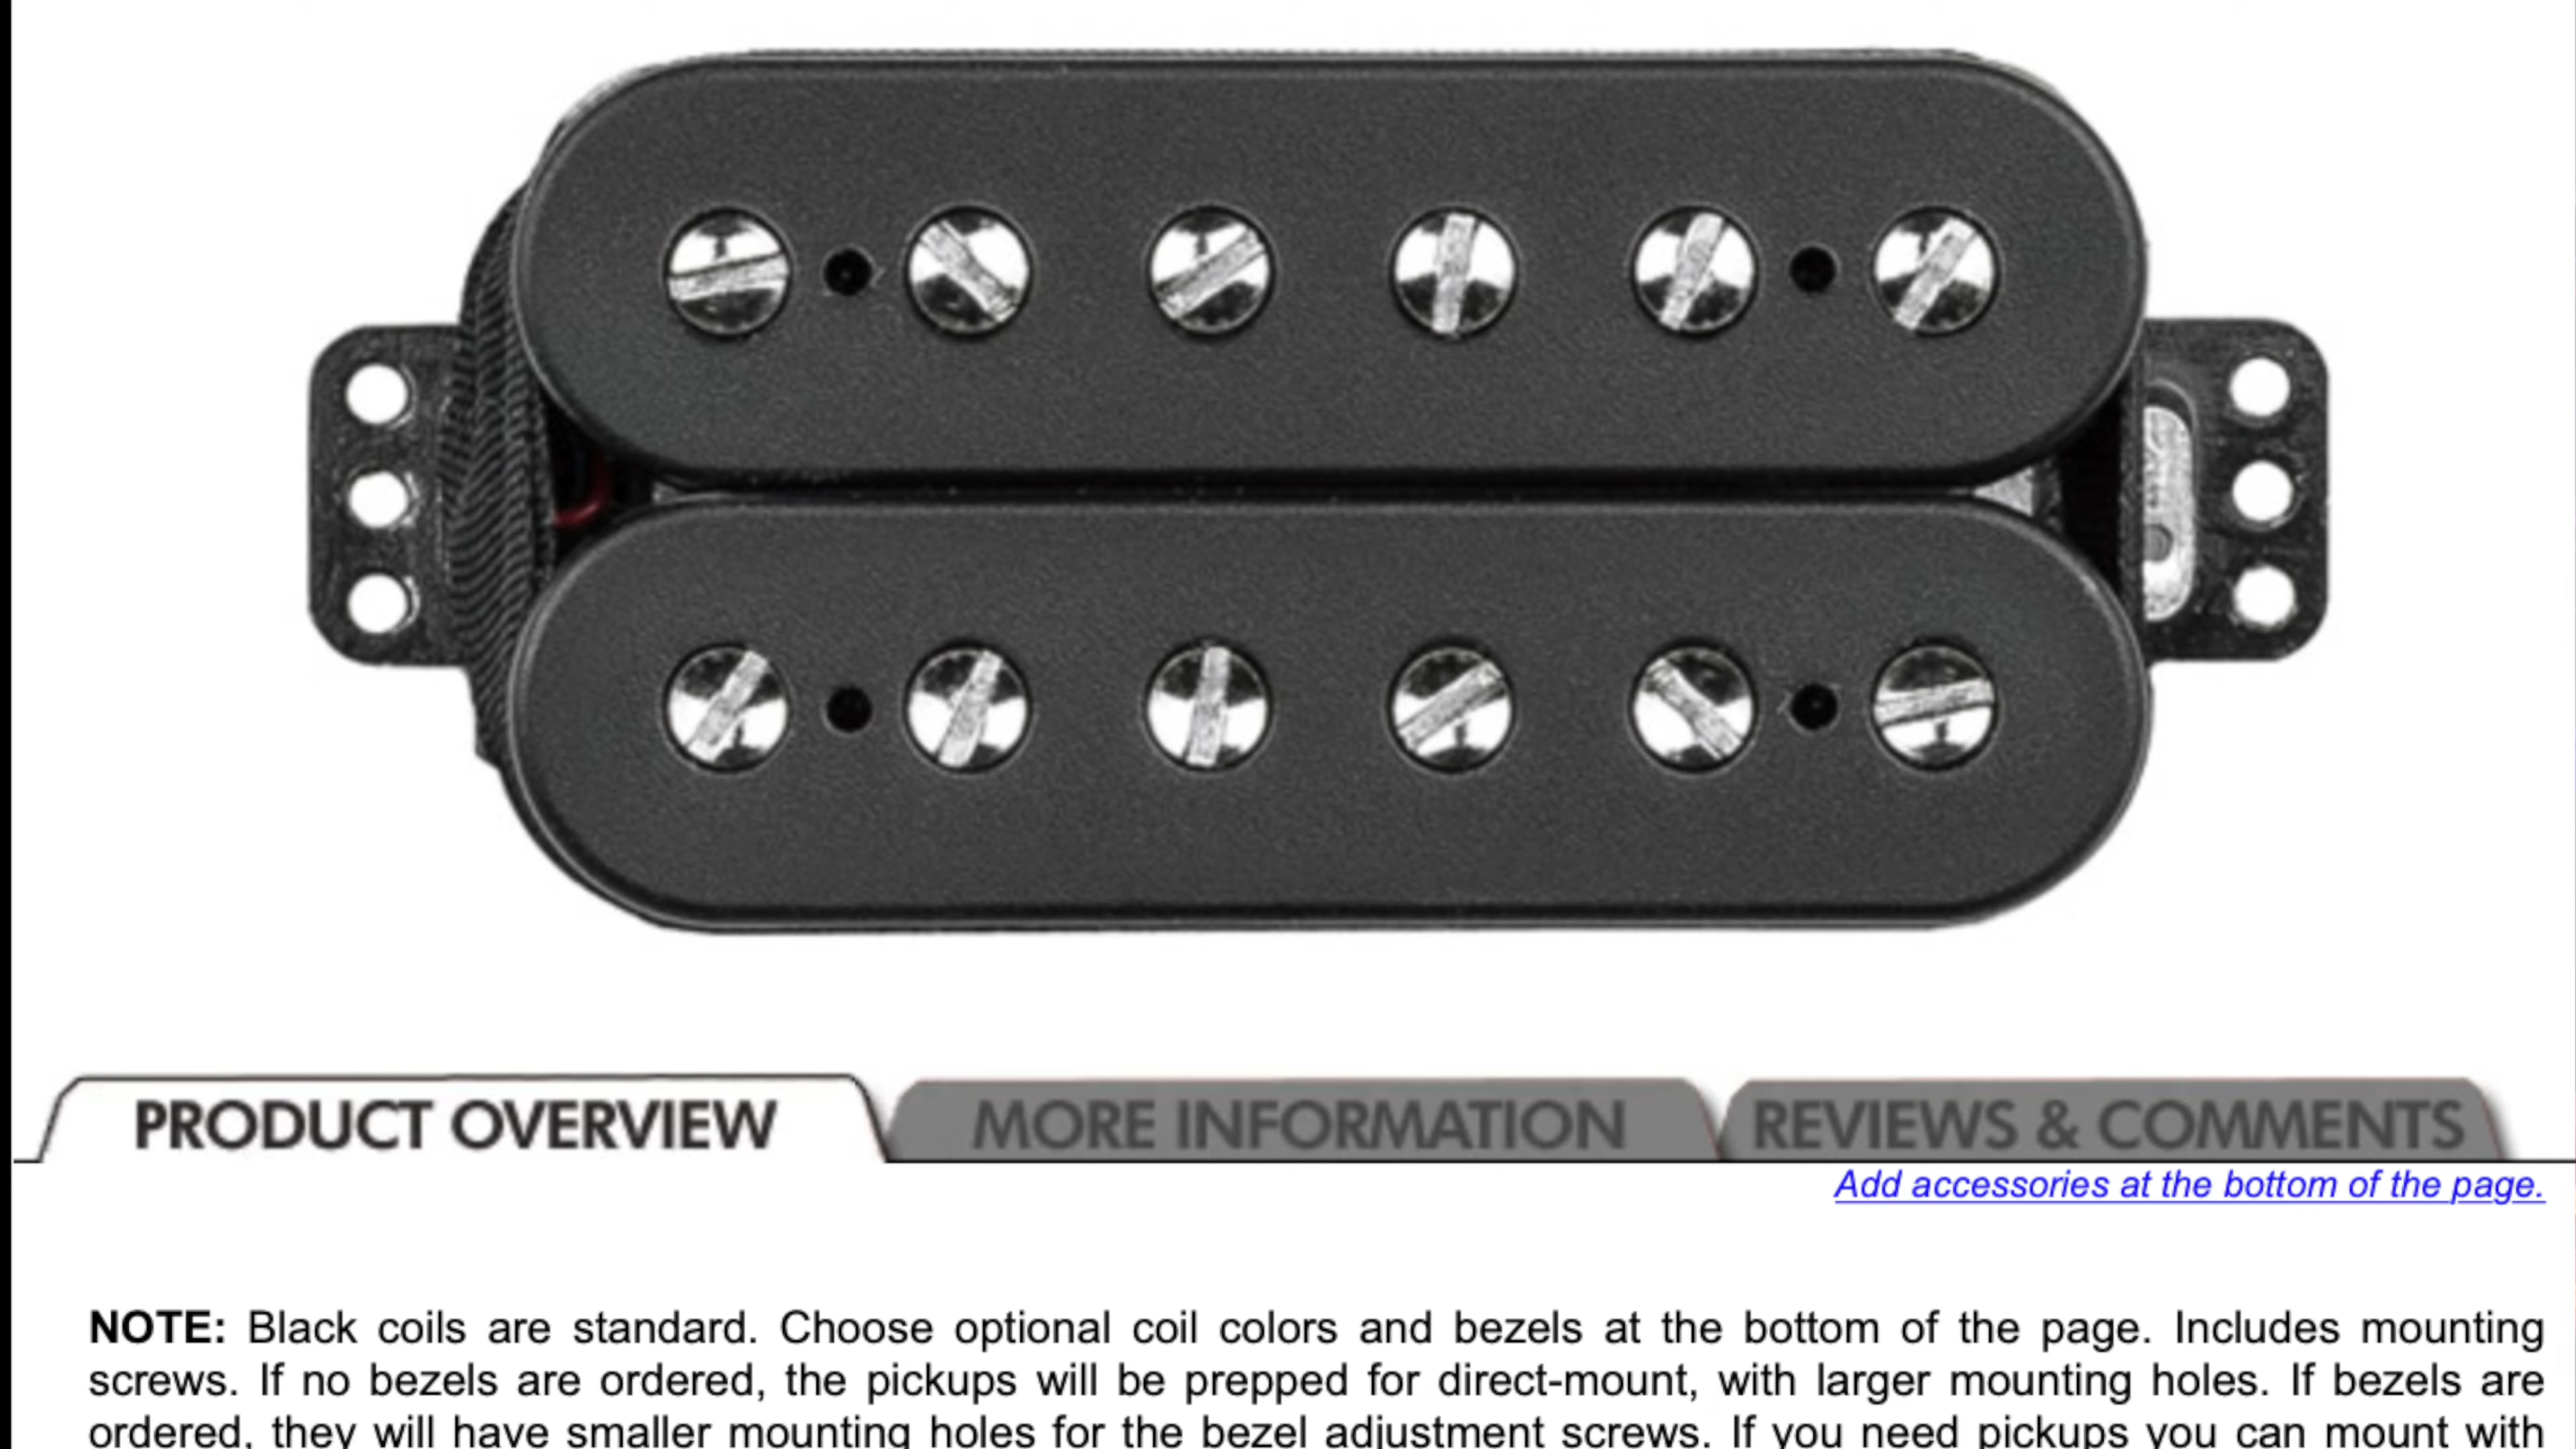 PRODUCT OVERVIEW MORE INFORMATION REVIEWS & COMMENTS
Add accessories at the bottom of the page.
NOTE: Black coils are standard. Choose optional coil colors and bezels at the bottom of the page. Includes mounting
screws. If no bezels are ordered, the pickups will be prepped for direct-mount, with larger mounting holes. If bezels are
ordered, they will have smaller mounting holes for the bezel adjustment screws. If you need pickups you can mount with